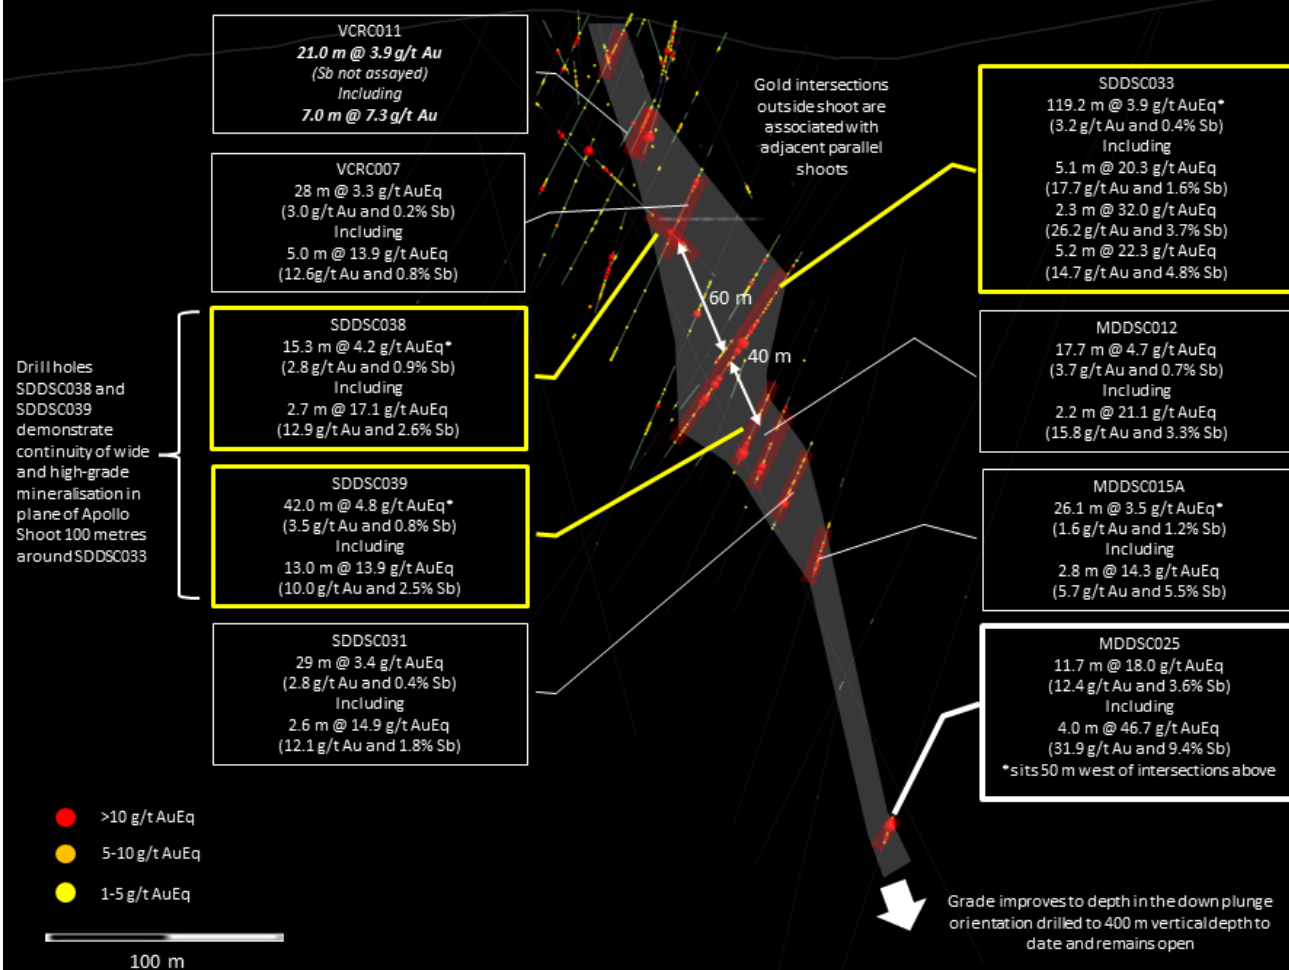 VCRC011
21.0 m @ 3.9 g/t Au
(Sb not assayed)
Including
7.0 m @ 7.3 g/t Au
VCRC007
28 m @ 3.3 g/t AuEq
(3.0 g/t Au and 0.2% Sb)
Including
5.0 m @ 13.9 g/t AuEq
(12.6g/t Au and 0.8% Sb)
Drill holes
SDDSC038 and
SDDSC039
demonstrate
continuity of wide
and high-grade
mineralisation in
plane of Apollo
Shoot 100 metres
around SDDSC033
SDDSC038
15.3 m @ 4.2 g/t AuEq*
(2.8 g/t Au and 0.9% Sb)
Including
2.7 m @ 17.1 g/t AuEq
(12.9 g/t Au and 2.6% Sb)
SDDSC039
42.0 m @ 4.8 g/t AuEq*
(3.5 g/t Au and 0.8% Sb)
Including
13.0 m @ 13.9 g/t AuEq
(10.0 g/t Au and 2.5% Sb)
SDDSC031
29 m @ 3.4 g/t AuEq
(2.8 g/t Au and 0.4% Sb)
Including
2.6 m @ 14.9 g/t AuEq
(12.1 g/t Au and 1.8% Sb)
Gold intersections
outside shoot are
associated with
adjacent parallel
shoots
60 m
40 m
SDDSC033
119.2 m @ 3.9 g/t AuEq*
(3.2 g/t Au and 0.4% Sb)
Including
5.1 m @ 20.3 g/t AuEq
(17.7 g/t Au and 1.6% Sb)
2.3 m @ 32.0 g/t AuEq
(26.2 g/t Au and 3.7% Sb)
5.2 m @ 22.3 g/t AuEq
(14.7 g/t Au and 4.8% Sb)
MDDSC012
17.7 m @ 4.7 g/t AuEq
(3.7 g/t Au and 0.7% Sb)
Including
2.2 m @ 21.1 g/t AuEq
(15.8 g/t Au and 3.3% Sb)
MDDSC015A
26.1 m @ 3.5 g/t AuEq*
(1.6 g/t Au and 1.2% Sb)
Including
2.8 m @ 14.3 g/t AuEq
(5.7 g/t Au and 5.5% Sb)
MDDSC025
11.7 m @ 18.0 g/t AuEq
(12.4 g/t Au and 3.6% Sb)
Including
4.0 m @ 46.7 g/t AuEq
(31.9 g/t Au and 9.4% Sb)
*sits 50 m west of intersections above
>10 g/t AuEq
5-10 g/t AuEq
1-5 g/t AuEq
100 m
Grade improves to depth in the down plunge
orientation drilled to 400 m vertical depth to
date and remains open